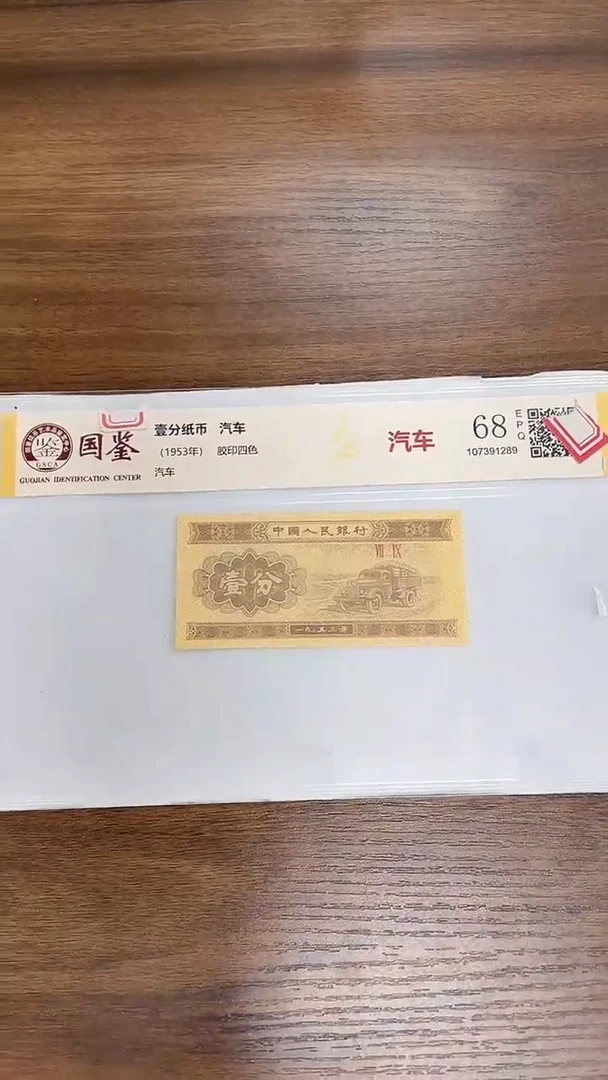 国鉴
GSCA
GUOJIAN IDENTIFICATION CENTER
壹分纸币 汽车
(1953年) 胶印四色
汽车
汽车
68
EPQ
107391289
中國人民銀行
VII IX
壹分
一九五三年